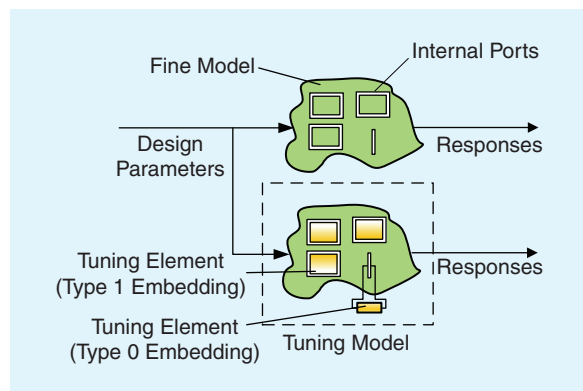 Internal Ports
Fine Model
Design
Parameters
Responses
Tuning Element
(Type 1 Embedding)
Responses
Tuning Element
(Type 0 Embedding)
Tuning Model